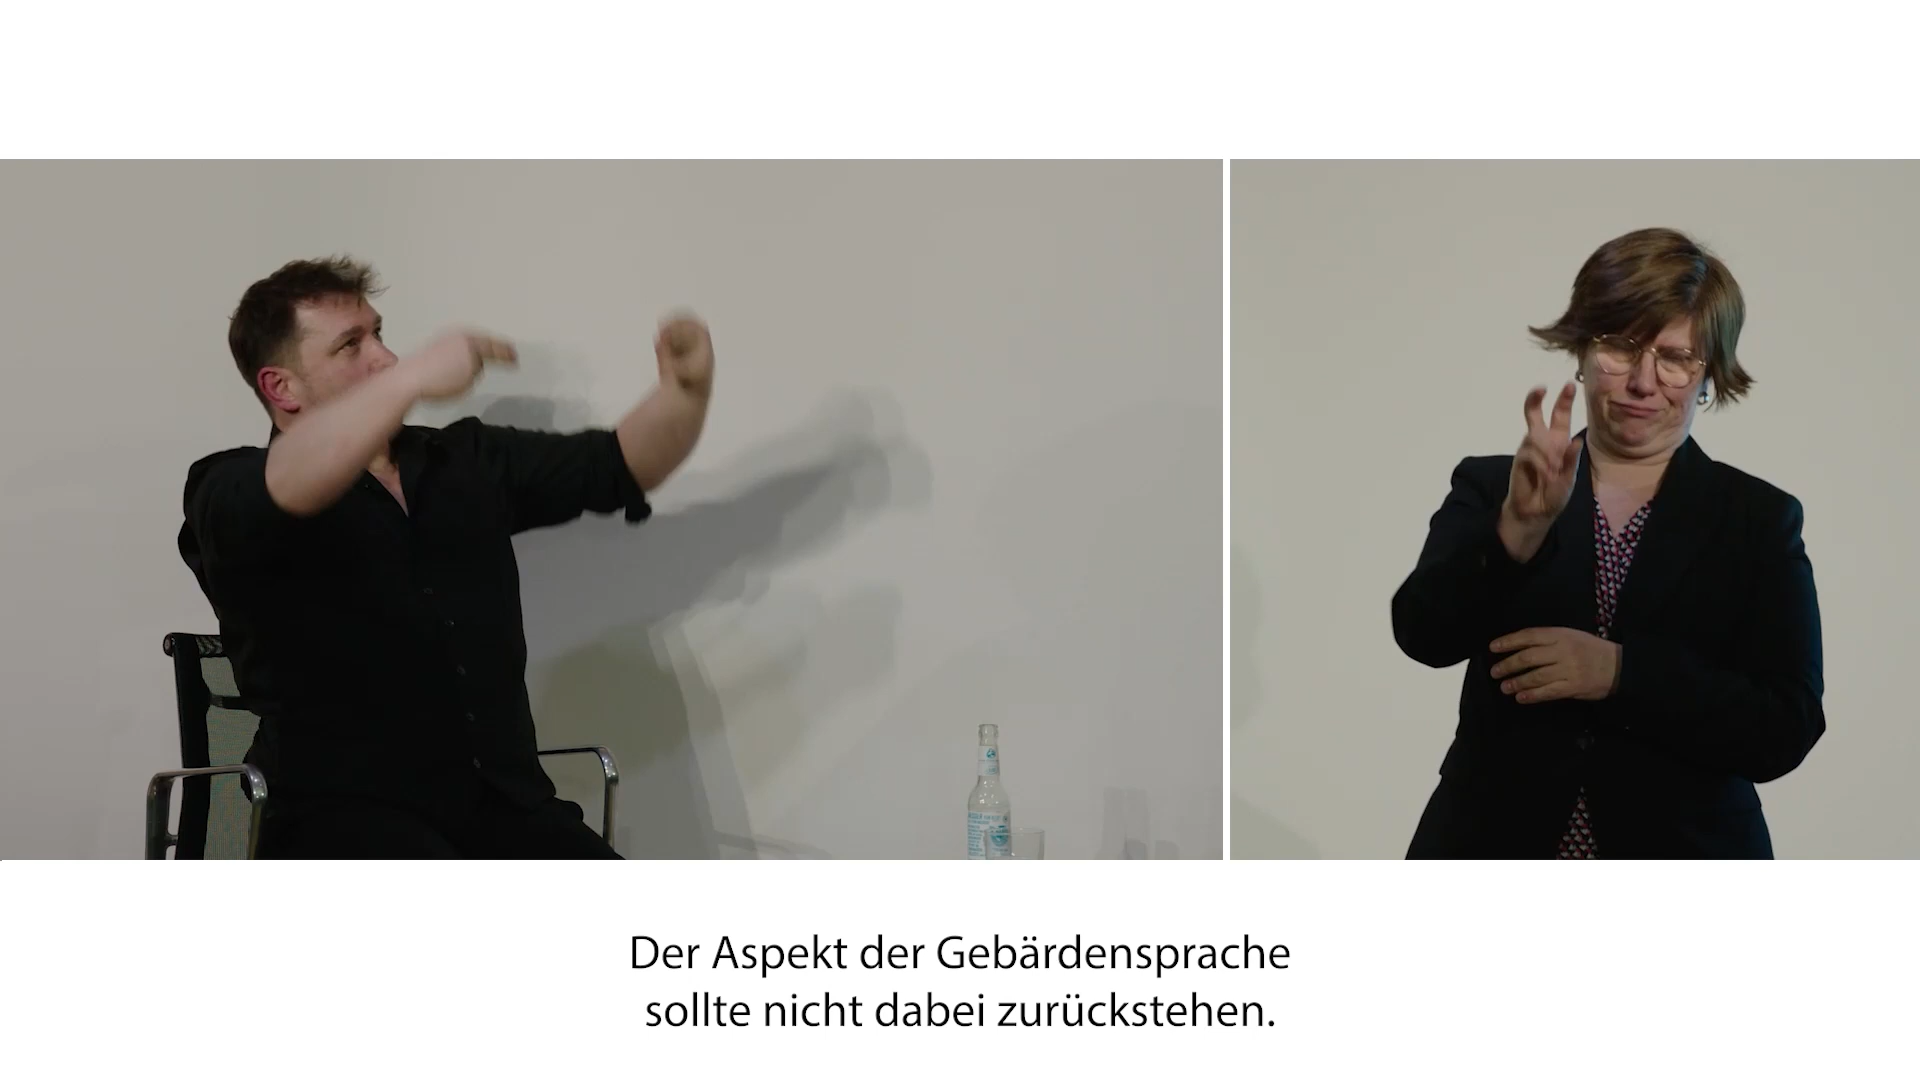 Der Aspekt der Gebärdensprache
sollte nicht dabei zurückstehen.